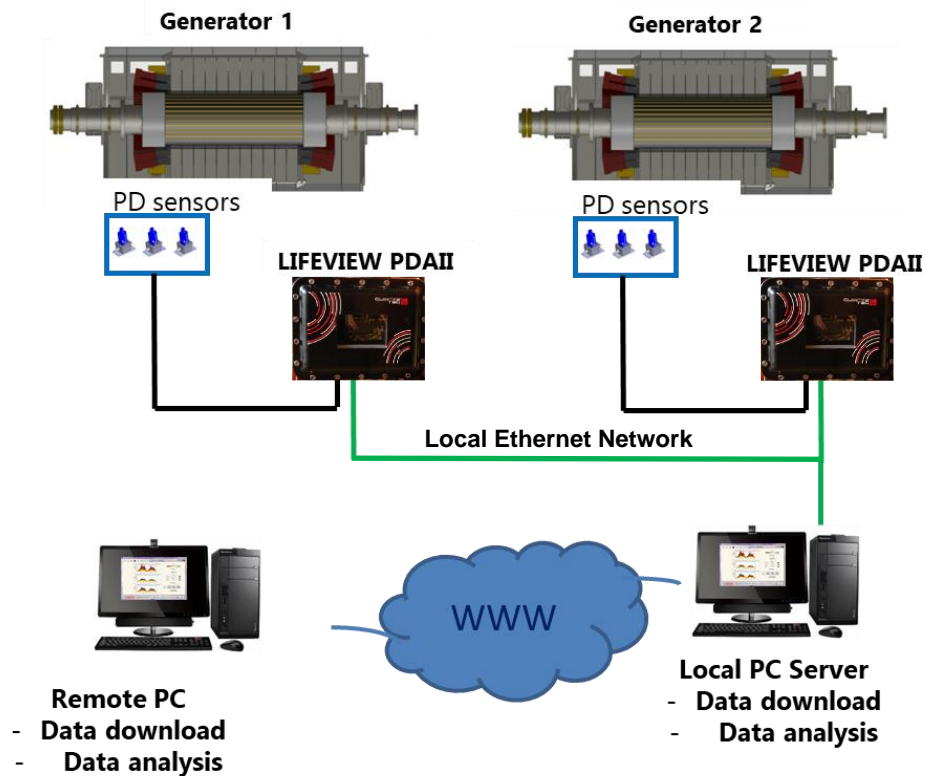 Generator 1
Generator 2
PD sensors
PD sensors
LIFEVIEW PDAII
LIFEVIEW PDAII
Local Ethernet Network
WWW
Remote PC
- Data download
- Data analysis
Local PC Server
- Data download
- Data analysis